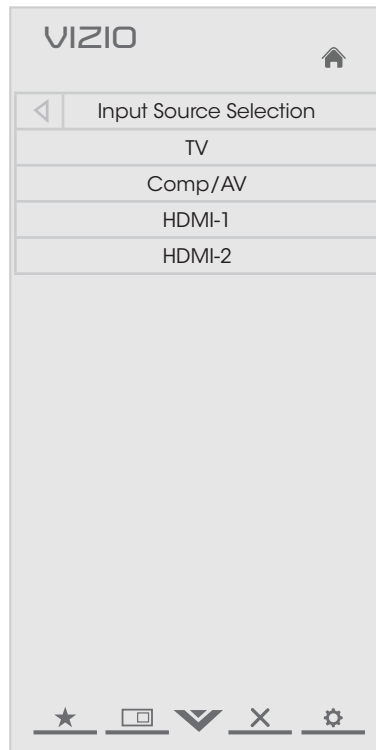 VIZIO
Input Source Selection
TV
Comp/AV
HDMI-1
HDMI-2